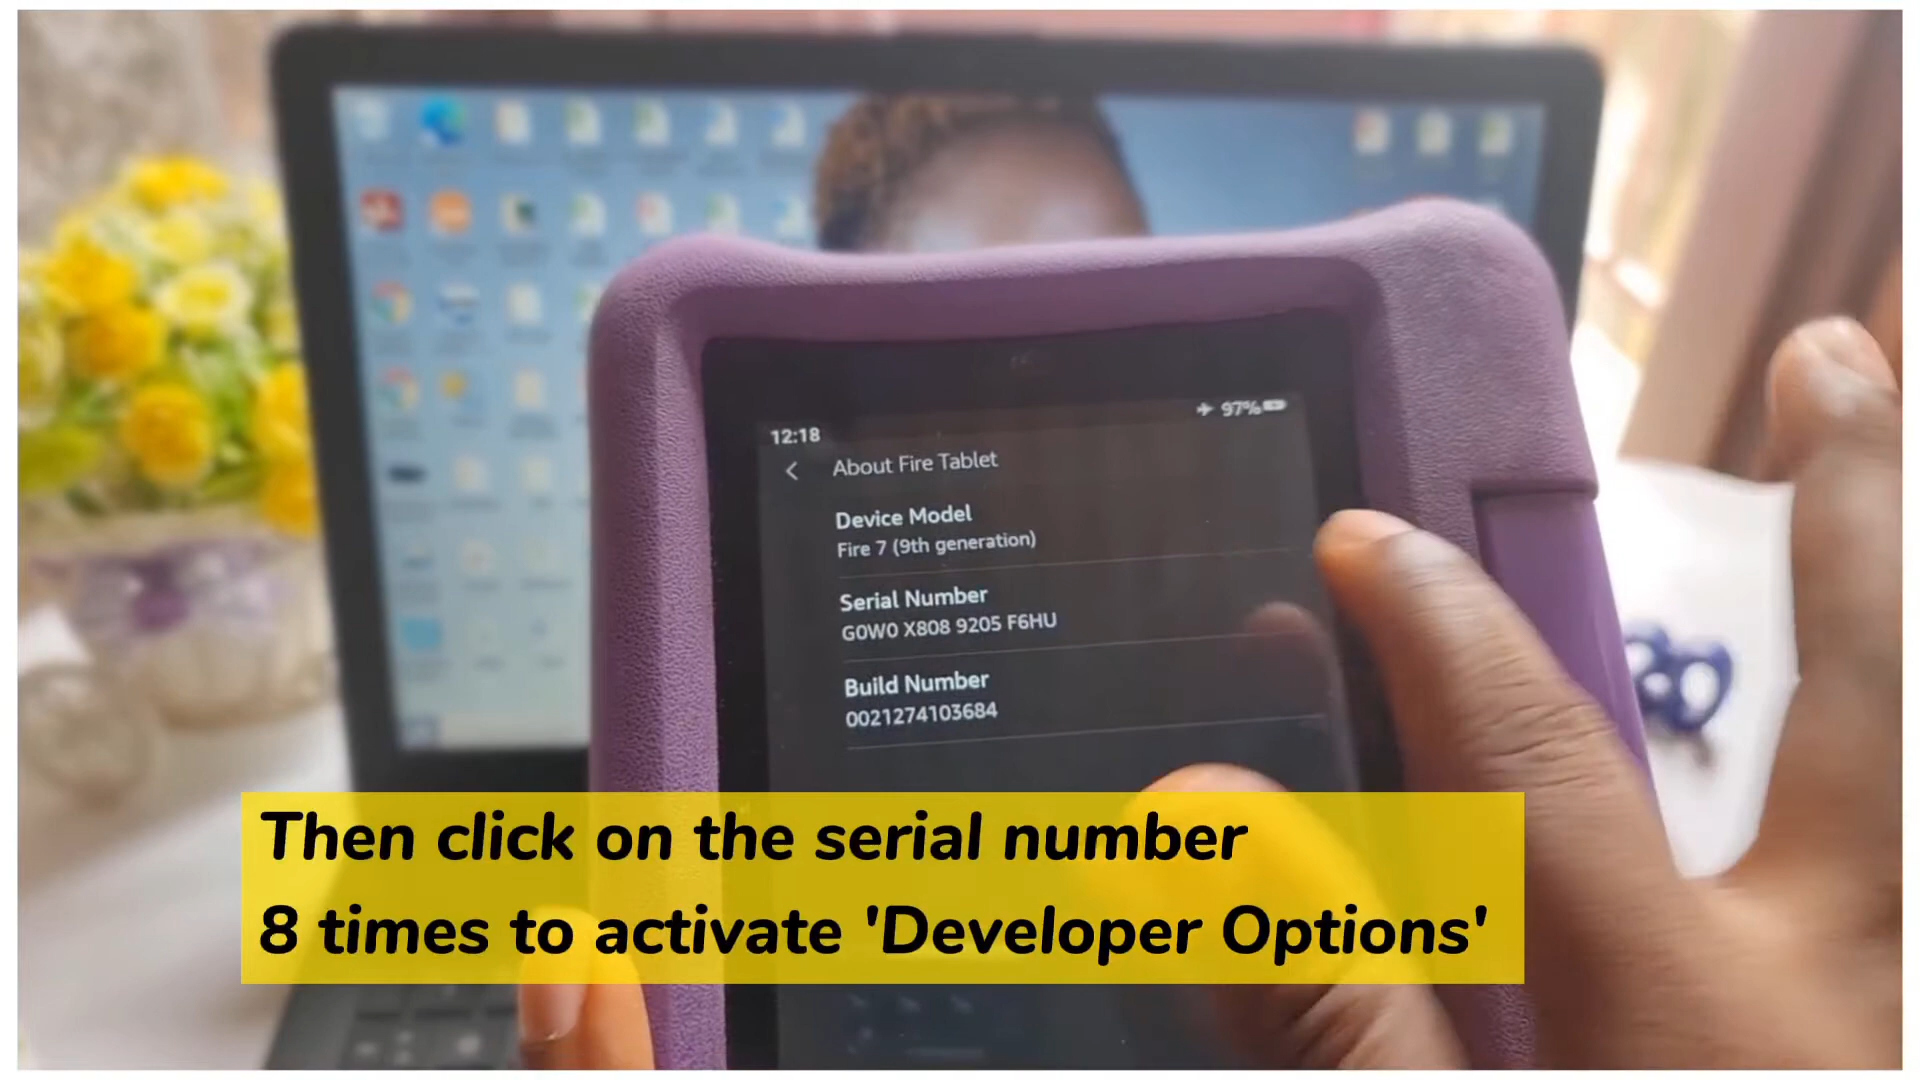 12:18
97%
About Fire Tablet
Device Model
Fire 7 (9th generation)
Serial Number
G0W0 X808 9205 F6HU
Build Number
0021274103684
Then click on the serial number
8 times to activate 'Developer Options'